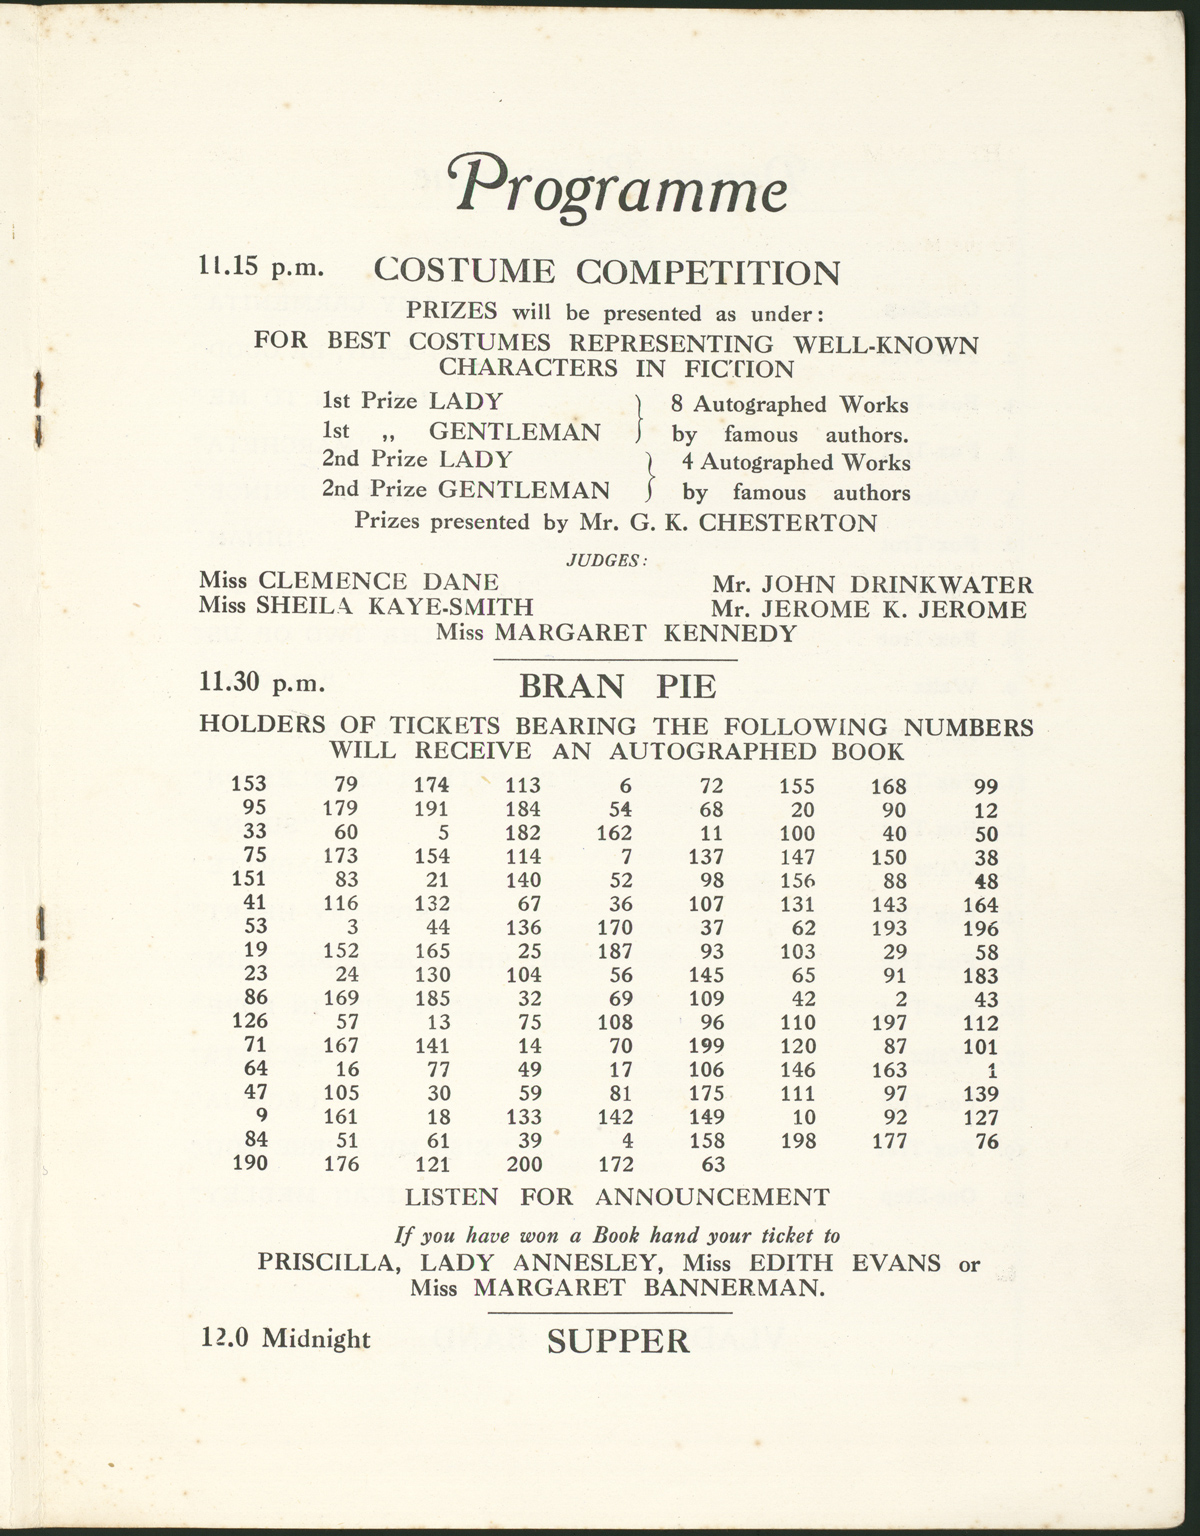 Programme
11.15 p.m. COSTUME COMPETITION
PRIZES will be presented as under:
FOR BEST COSTUMES REPRESENTING WELL-KNOWN
CHARACTERS IN FICTION
1st Prize LADY } 8 Autographed Works
1st ,, GENTLEMAN by famous authors.
2nd Prize LADY } 4 Autographed Works
2nd Prize GENTLEMAN by famous authors
Prizes presented by Mr. G. K. CHESTERTON
JUDGES:
Miss CLEMENCE DANE Mr. JOHN DRINKWATER
Miss SHEILA KAYE-SMITH Mr. JEROME K. JEROME
Miss MARGARET KENNEDY
11.30 p.m. BRAN PIE
HOLDERS OF TICKETS BEARING THE FOLLOWING NUMBERS
WILL RECEIVE AN AUTOGRAPHED BOOK
153 79 174 113 6 72 155 168 99
95 179 191 184 54 68 20 90 12
33 60 5 182 162 11 100 40 50
75 173 154 114 7 137 147 150 38
151 83 21 140 52 98 156 88 48
41 116 132 67 36 107 131 143 164
53 3 44 136 170 37 62 193 196
19 152 165 25 187 93 103 29 58
23 24 130 104 56 145 65 91 183
86 169 185 32 69 109 42 2 43
126 57 13 75 108 96 110 197 112
71 167 141 14 70 199 120 87 101
64 16 77 49 17 106 146 163 1
47 105 30 59 81 175 111 97 139
9 161 18 133 142 149 10 92 127
84 51 61 39 4 158 198 177 76
190 176 121 200 172 63
LISTEN FOR ANNOUNCEMENT
If you have won a Book hand your ticket to
PRISCILLA, LADY ANNESLEY, Miss EDITH EVANS or
Miss MARGARET BANNERMAN.
12.0 Midnight SUPPER